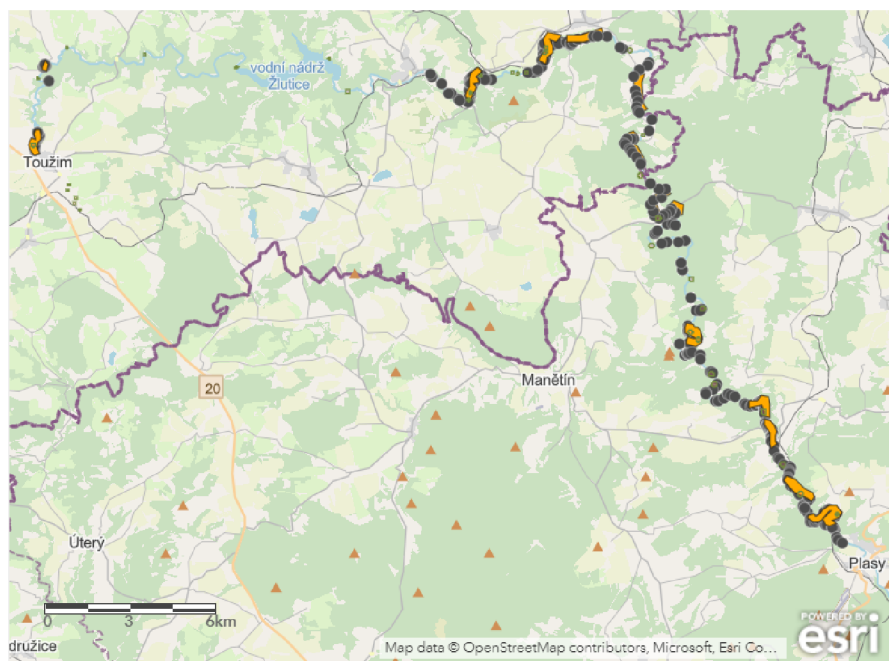 vodní nádrž
Žlutice
Toužim
Manětín
20
Úterý
Plasy
0 3 6km
družice
Map data © OpenStreetMap contributors, Microsoft, Esri Co...
POWERED BY
esri